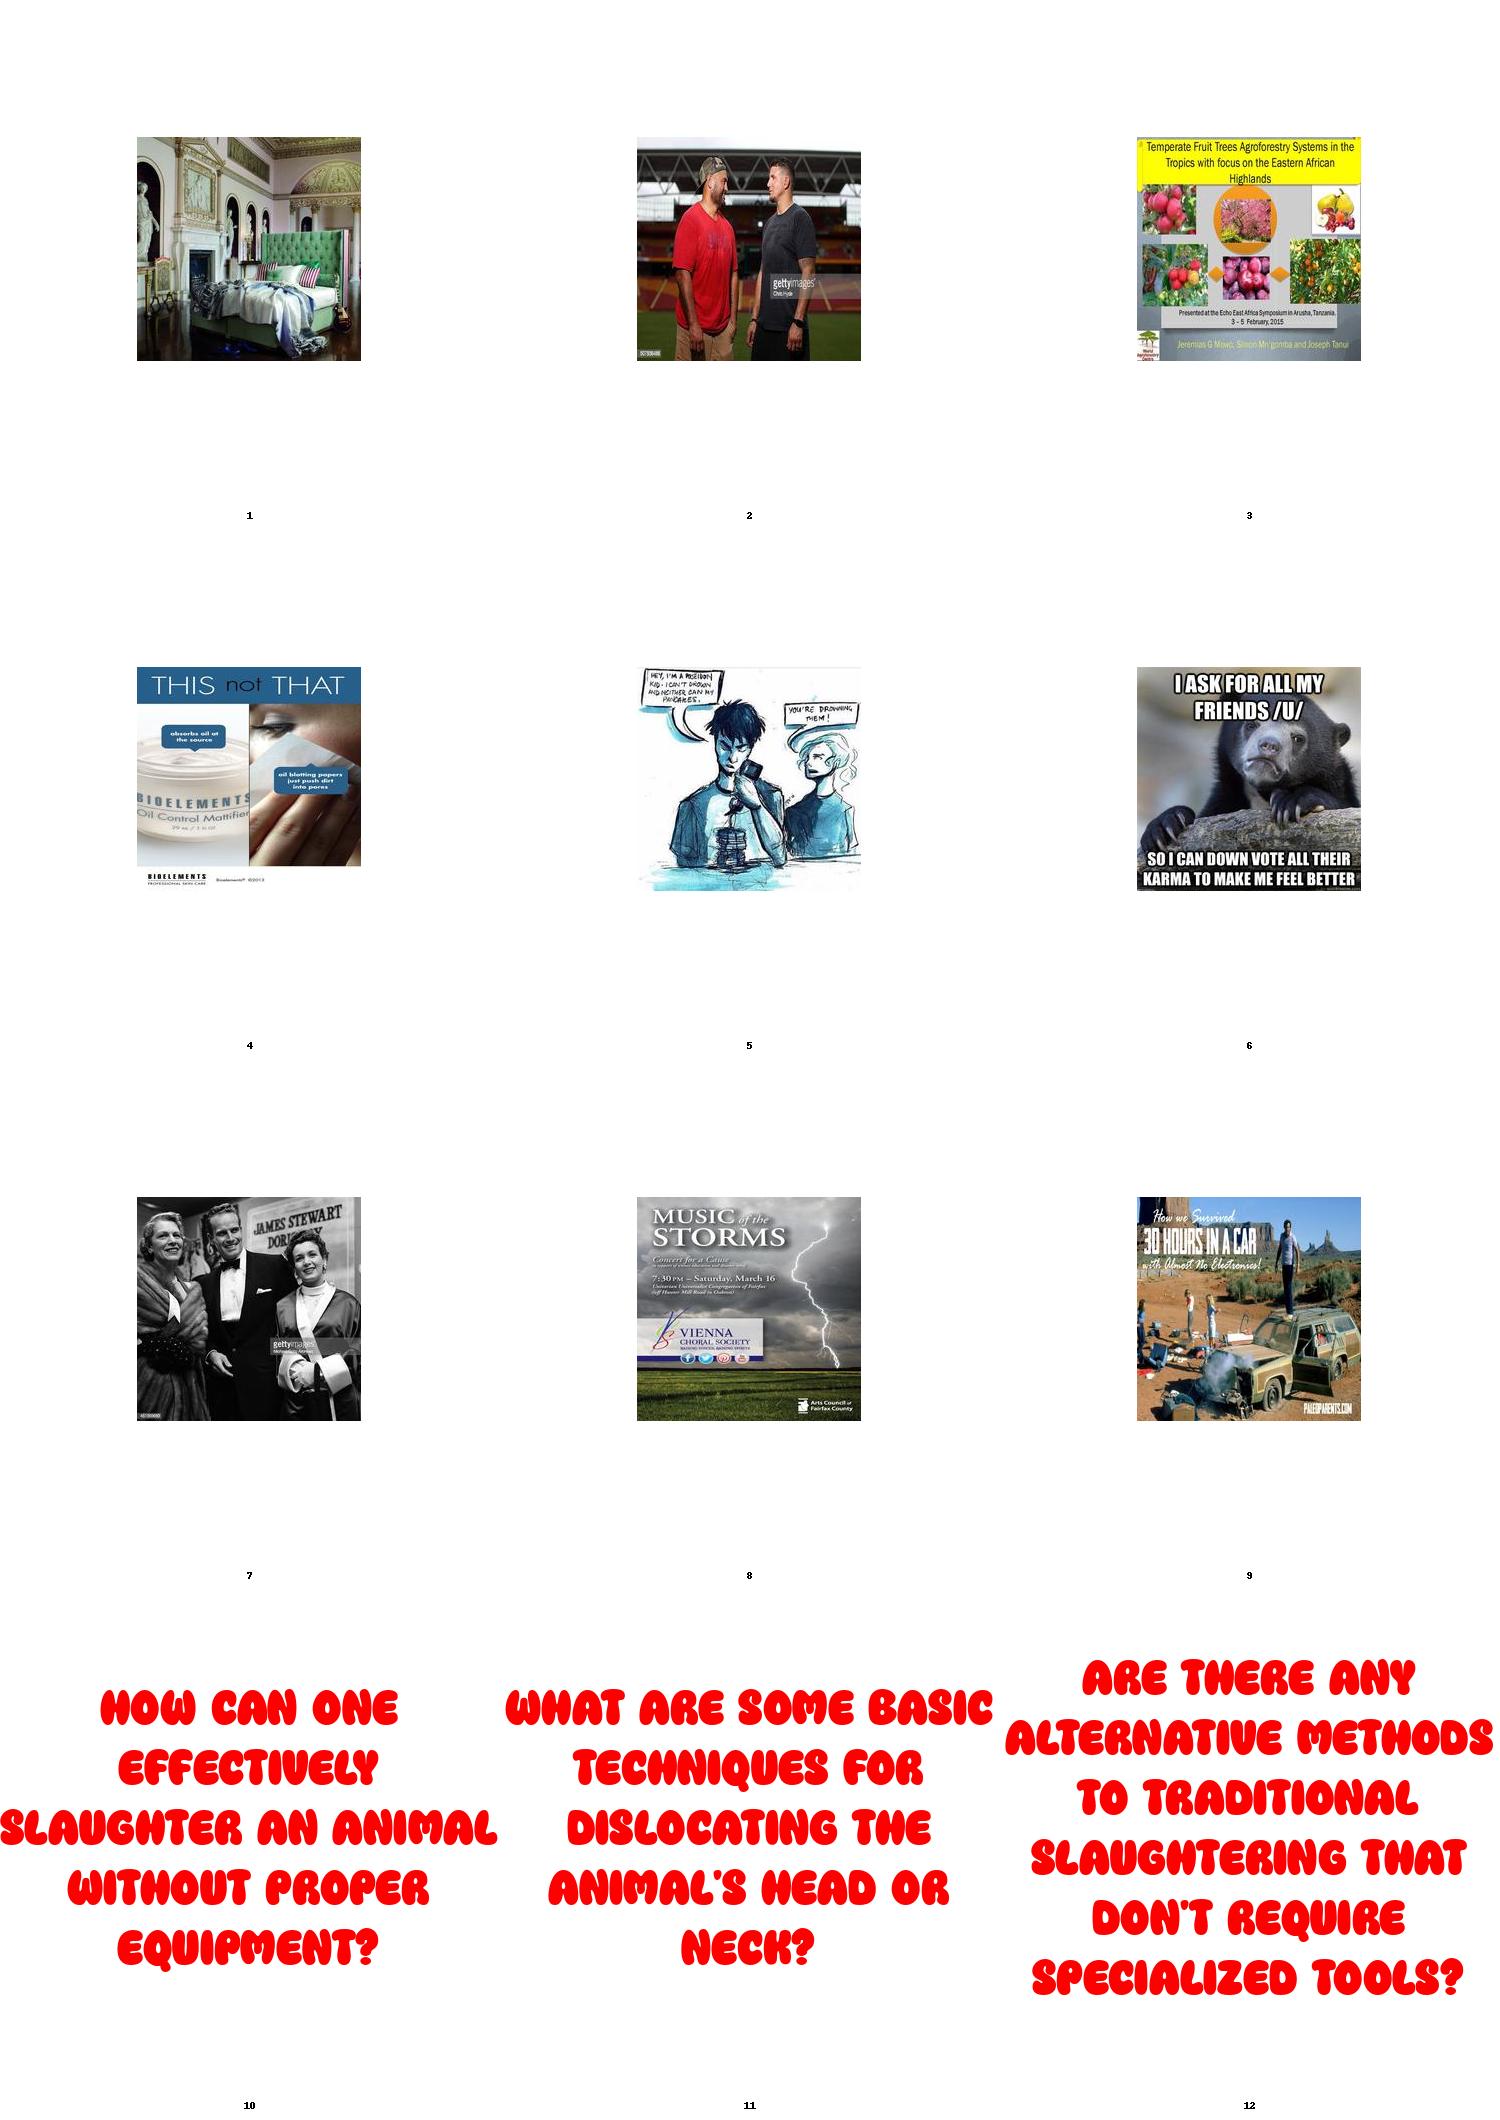 Temperate Fruit Trees Agroforestry Systems in the
Tropics with focus on the Eastern African
Highlands
Presented at the Echo East Africa Symposium in Arusha, Tanzania.
3 – 5 February, 2015
Jeremias G Mowo, Simon Mn'gomba and Joseph Tanui
World
Agroforestry
Centre
gettyimages
Chris Hyde
1
2
3
THIS not THAT
absorbs oil at
the source
oil blotting papers
just push dirt
into pores
BIOELEMENTS
Oil Control Mattifier
BIOELEMENTS
PROFESSIONAL SKIN CARE
Bioelements® ©2013
HEY, I'M A POSEIDON
KID. I CAN'T DROWN
AND NEITHER CAN MY
PANCAKES.
YOU'RE DROWNING
THEM!
I ASK FOR ALL MY
FRIENDS /U/
SO I CAN DOWN VOTE ALL THEIR
KARMA TO MAKE ME FEEL BETTER
4
5
6
JAMES STEWART
gettyimages
MUSIC of the
STORMS
Concert for a Cause
7:30 PM – Saturday, March 16
Unitarian Universalist Congregation of Fairfax
(off Hunter Mill Road in Oakton)
VIENNA
CHORAL SOCIETY
RAISING VOICES, RAISING SPIRITS
Arts Council of
Fairfax County
How we Survived
30 HOURS IN A CAR
with Almost No Electronics!
PALEOPARENTS.COM
7
8
9
HOW CAN ONE
EFFECTIVELY
SLAUGHTER AN ANIMAL
WITHOUT PROPER
EQUIPMENT?
WHAT ARE SOME BASIC
TECHNIQUES FOR
DISLOCATING THE
ANIMAL'S HEAD OR
NECK?
ARE THERE ANY
ALTERNATIVE METHODS
TO TRADITIONAL
SLAUGHTERING THAT
DON'T REQUIRE
SPECIALIZED TOOLS?
10
11
12